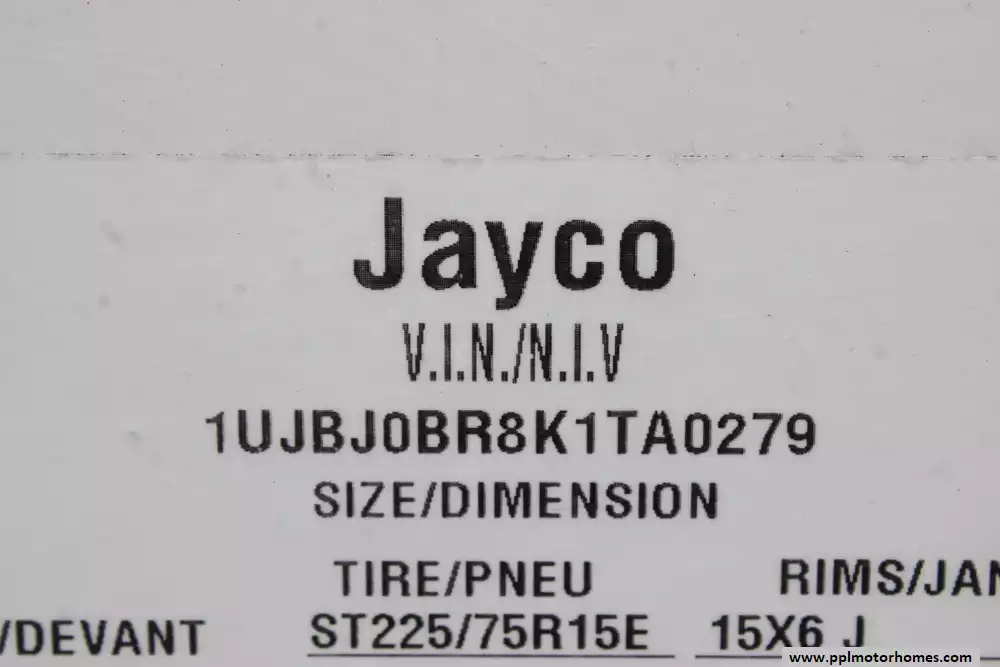 Jayco
V.I.N./N.I.V
1UJBJ0BR8K1TA0279
SIZE/DIMENSION
TIRE/PNEU RIMS/JAN
/DEVANT ST225/75R15E 15X6 J
www.pplmotorhomes.com